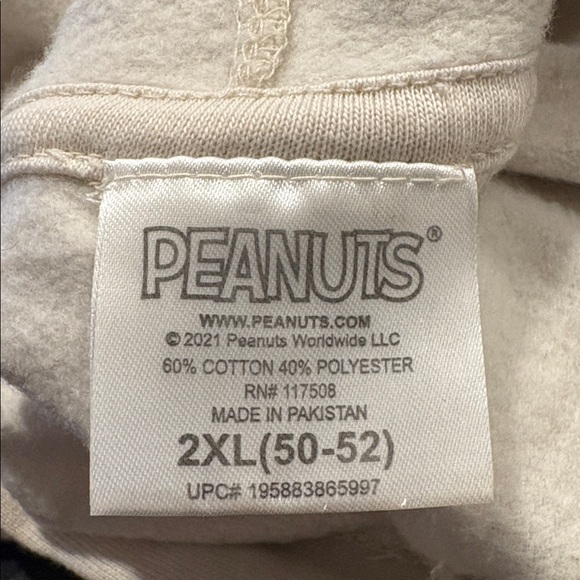 PEANUTS®
WWW.PEANUTS.COM
© 2021 Peanuts Worldwide LLC
60% COTTON 40% POLYESTER
RN# 117508
MADE IN PAKISTAN
2XL(50-52)
UPC# 195883865997